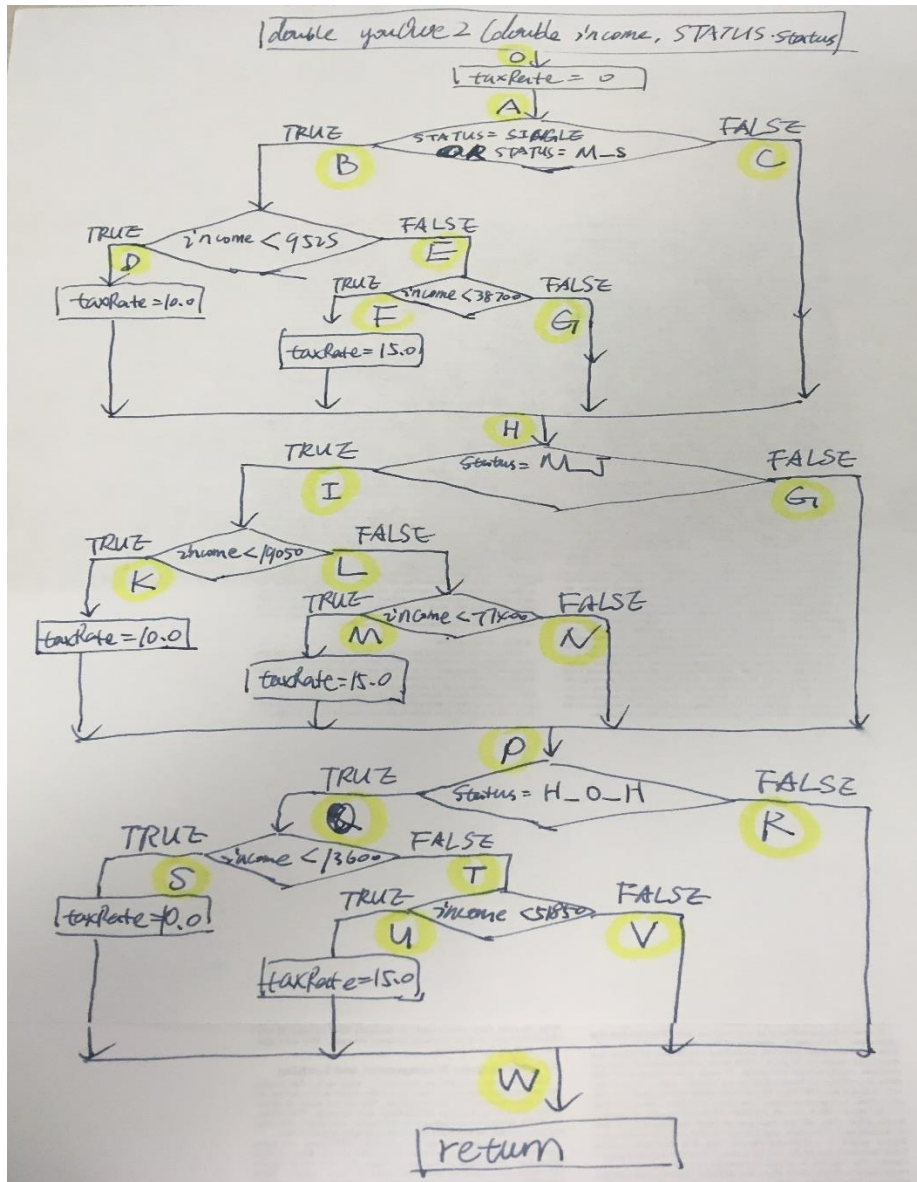 double youOwe2 (double income, STATUS status)
O
taxRate = 0
A
TRUE STATUS = SINGLE FALSE
B OR STATUS = M_S C
TRUE income < 9525 FALSE
D E
taxRate = 10.0 TRUE income < 38700 FALSE
F G
taxRate = 15.0
H
TRUE Status = M_J FALSE
I G
TRUE income < 19050 FALSE
K L
taxRate = 10.0 TRUE income < 77400 FALSE
M N
taxRate = 15.0
P
TRUE Status = H_O_H FALSE
Q R
TRUE income < 13600 FALSE
S T
taxRate = 10.0 TRUE income < 51850 FALSE
U V
taxRate = 15.0
W
return